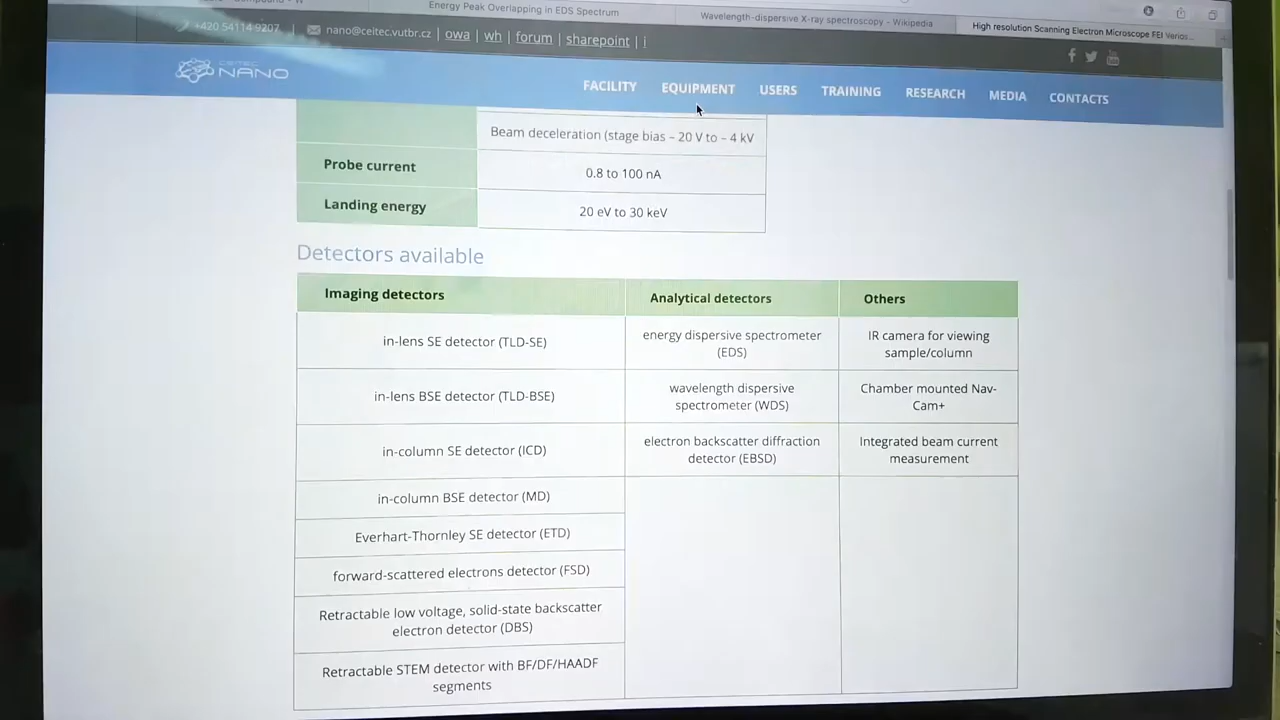 Energy Peak Overlapping in EDS Spectrum
Wavelength-dispersive X-ray spectroscopy – Wikipedia
High resolution Scanning Electron Microscope FEI Verios...
+420 54114 9207
nano@ceitec.vutbr.cz | owa | wh | forum | sharepoint | i
CEITEC
NANO
FACILITY EQUIPMENT USERS TRAINING RESEARCH MEDIA CONTACTS
Beam deceleration (stage bias – 20 V to – 4 kV
Probe current
0.8 to 100 nA
Landing energy
20 eV to 30 keV
Detectors available
Imaging detectors
Analytical detectors
Others
in-lens SE detector (TLD-SE)
energy dispersive spectrometer
(EDS)
IR camera for viewing
sample/column
in-lens BSE detector (TLD-BSE)
wavelength dispersive
spectrometer (WDS)
Chamber mounted Nav-
Cam+
in-column SE detector (ICD)
electron backscatter diffraction
detector (EBSD)
Integrated beam current
measurement
in-column BSE detector (MD)
Everhart-Thornley SE detector (ETD)
forward-scattered electrons detector (FSD)
Retractable low voltage, solid-state backscatter
electron detector (DBS)
Retractable STEM detector with BF/DF/HAADF
segments